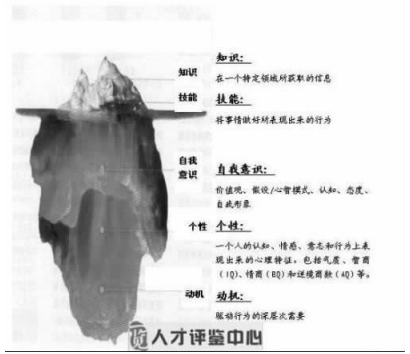 知识
技能
自我
意识
个性
动机
知识：
在一个特定领域所获取的信息
技能：
将事情做好所表现出来的行为
自我意识：
价值观、假设/心智模式、认知、态度、
自我形象
个性：
一个人的认知、情感、意志和行为上表
现出来的心理特征。包括气质、智商
（IQ）、情商（EQ）和逆境商数（AQ）等。
动机：
驱动行为的深层次需要
人才评鉴中心